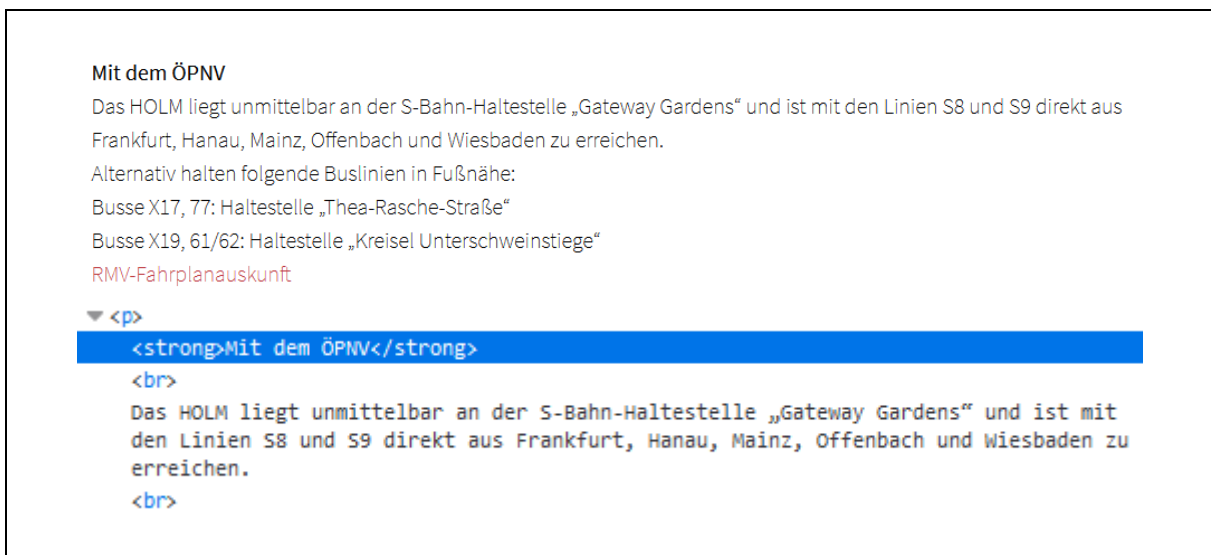 Mit dem ÖPNV
Das HOLM liegt unmittelbar an der S-Bahn-Haltestelle „Gateway Gardens“ und ist mit den Linien S8 und S9 direkt aus
Frankfurt, Hanau, Mainz, Offenbach und Wiesbaden zu erreichen.
Alternativ halten folgende Buslinien in Fußnähe:
Busse X17, 77: Haltestelle „Thea-Rasche-Straße“
Busse X19, 61/62: Haltestelle „Kreisel Unterschweinstiege“
RMV-Fahrplanauskunft
<p>
<strong>Mit dem ÖPNV</strong>
<br>
Das HOLM liegt unmittelbar an der S-Bahn-Haltestelle „Gateway Gardens“ und ist mit
den Linien S8 und S9 direkt aus Frankfurt, Hanau, Mainz, Offenbach und Wiesbaden zu
erreichen.
<br>